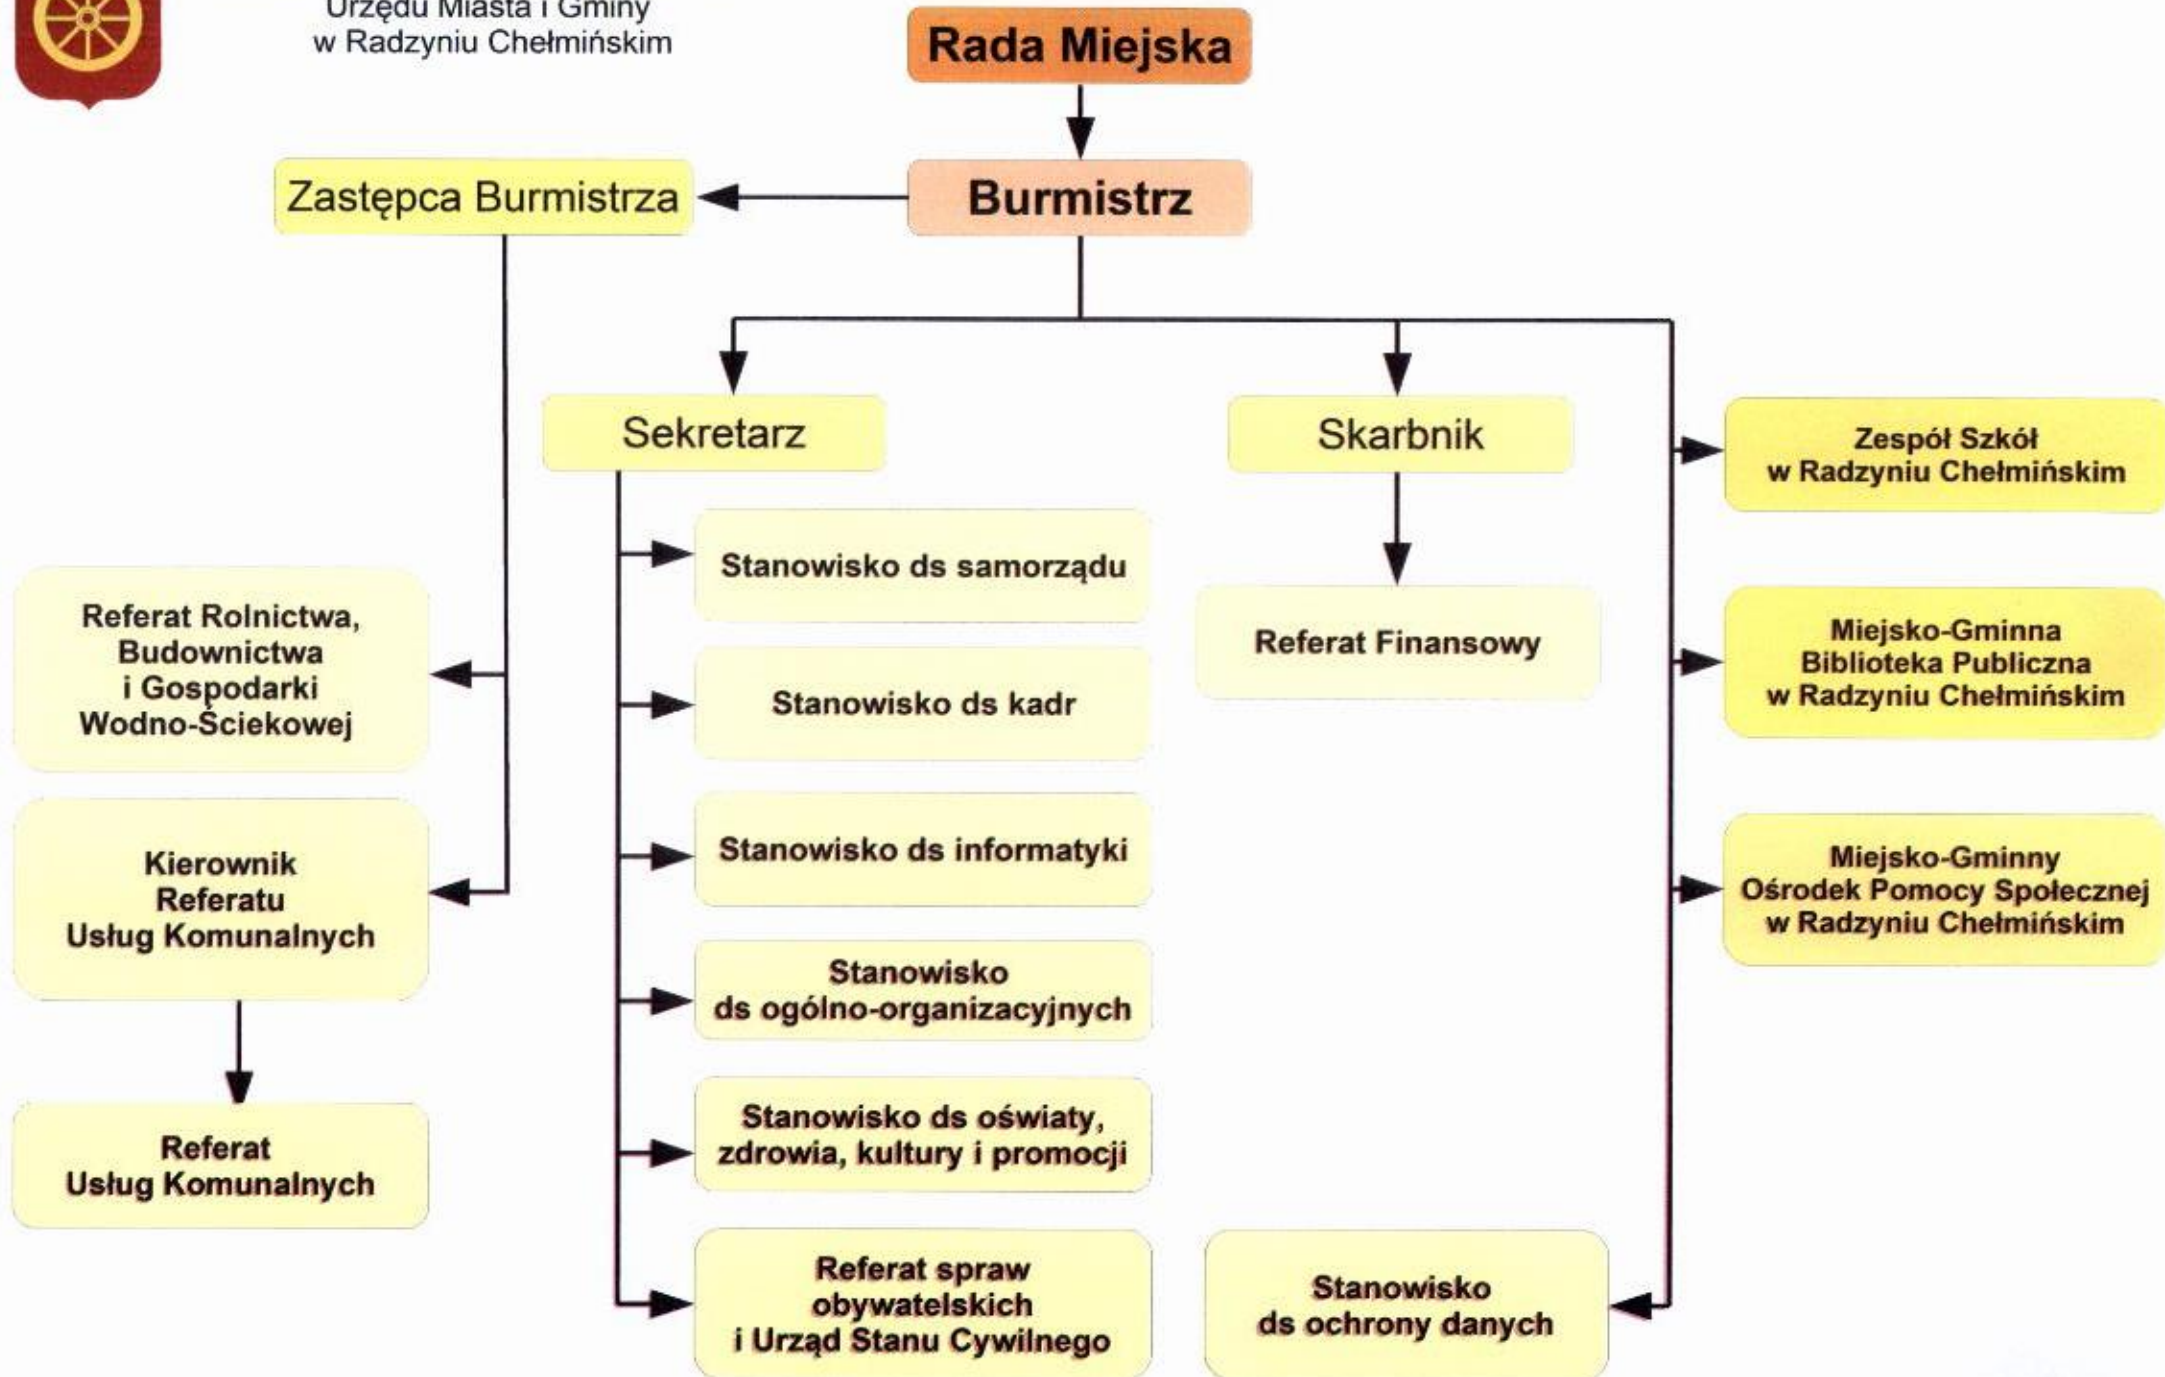 Urzędu Miasta i Gminy
w Radzyniu Chełmińskim
Rada Miejska
Zastępca Burmistrza
Burmistrz
Sekretarz
Skarbnik
Zespół Szkół
w Radzyniu Chełmińskim
Stanowisko ds samorządu
Referat Rolnictwa,
Budownictwa
i Gospodarki
Wodno-Ściekowej
Referat Finansowy
Miejsko-Gminna
Biblioteka Publiczna
w Radzyniu Chełmińskim
Stanowisko ds kadr
Kierownik
Referatu
Usług Komunalnych
Stanowisko ds informatyki
Miejsko-Gminny
Ośrodek Pomocy Społecznej
w Radzyniu Chełmińskim
Stanowisko
ds ogólno-organizacyjnych
Referat
Usług Komunalnych
Stanowisko ds oświaty,
zdrowia, kultury i promocji
Referat spraw
obywatelskich
i Urząd Stanu Cywilnego
Stanowisko
ds ochrony danych